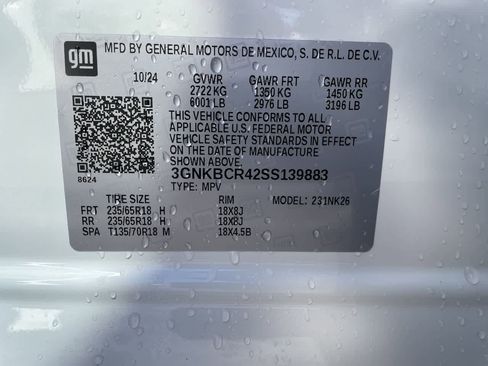 gm
MFD BY GENERAL MOTORS DE MEXICO, S. DE R.L. DE C.V.
10/24 GVWR GAWR FRT GAWR RR
2722 KG 1350 KG 1450 KG
6001 LB 2976 LB 3196 LB
THIS VEHICLE CONFORMS TO ALL
APPLICABLE U.S. FEDERAL MOTOR
VEHICLE SAFETY STANDARDS IN EFFECT
ON THE DATE OF MANUFACTURE
SHOWN ABOVE.
8624 3GNKBCR42SS139883
TYPE: MPV
TIRE SIZE RIM 231NK26
FRT 235/65R18 H 18X8J
RR 235/65R18 H 18X8J
SPA T135/70R18 M 18X4.5B